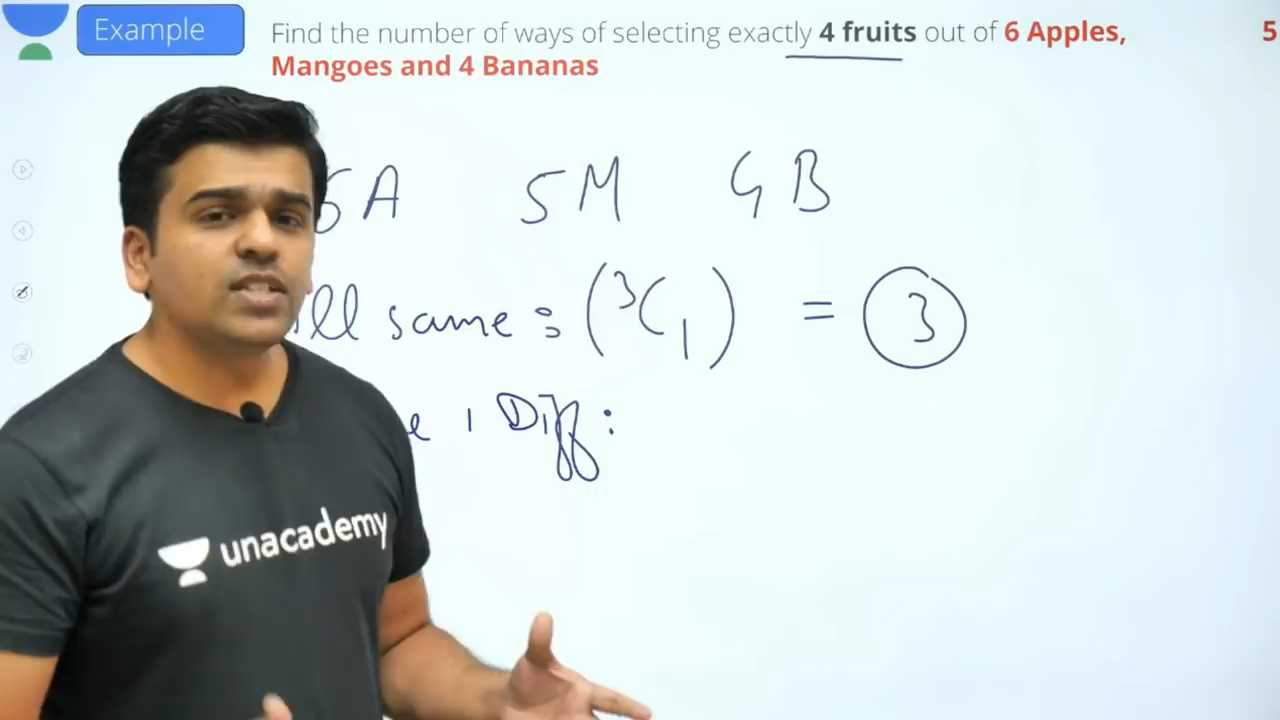 Example
Find the number of ways of selecting exactly 4 fruits out of 6 Apples, 5
Mangoes and 4 Bananas
6A 5M 4B
ll same : (³C₁) = 3
e 1 Diff :
unacademy